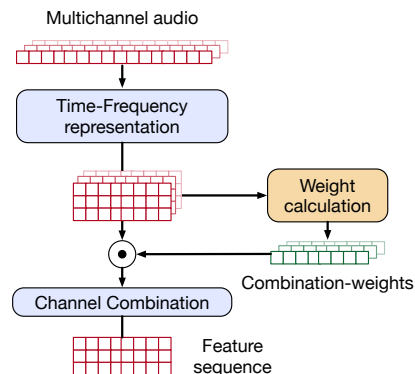 Multichannel audio
Time-Frequency
representation
Weight
calculation
Combination-weights
Channel Combination
Feature
sequence